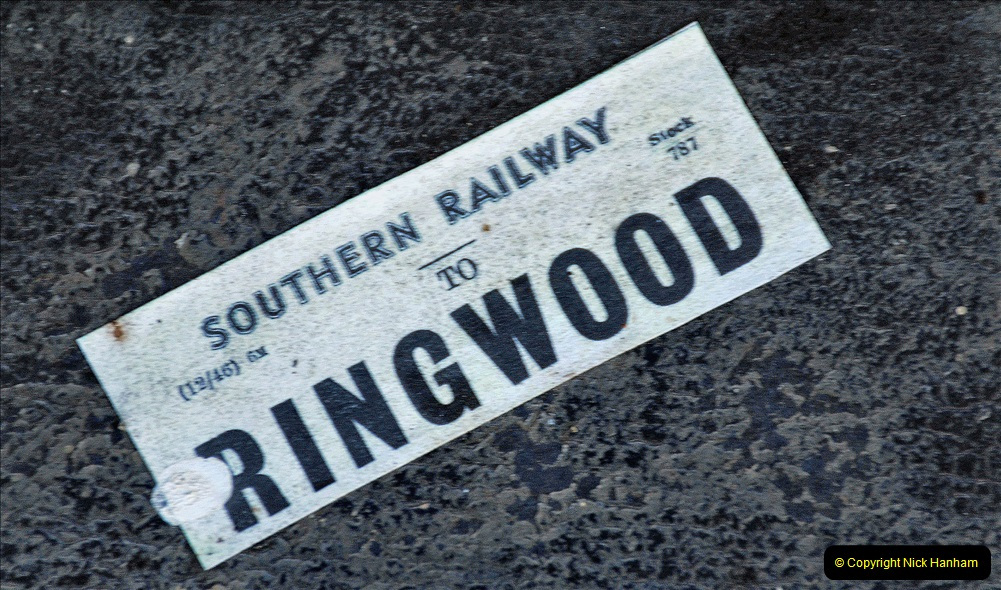 SOUTHERN RAILWAY
Stock
787
(12/46) 6M
TO
RINGWOOD
© Copyright Nick Hanham